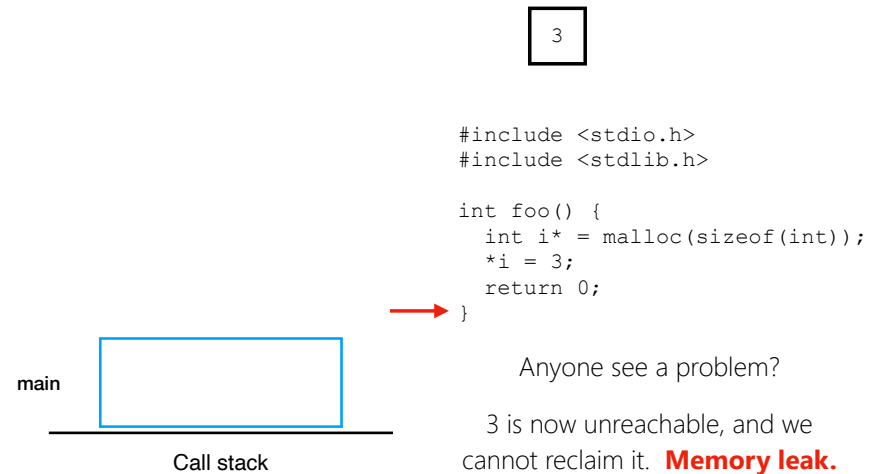 3
#include <stdio.h>
#include <stdlib.h>
int foo() {
  int i* = malloc(sizeof(int));
  *i = 3;
  return 0;
}
Anyone see a problem?
3 is now unreachable, and we
cannot reclaim it. Memory leak.
main
Call stack